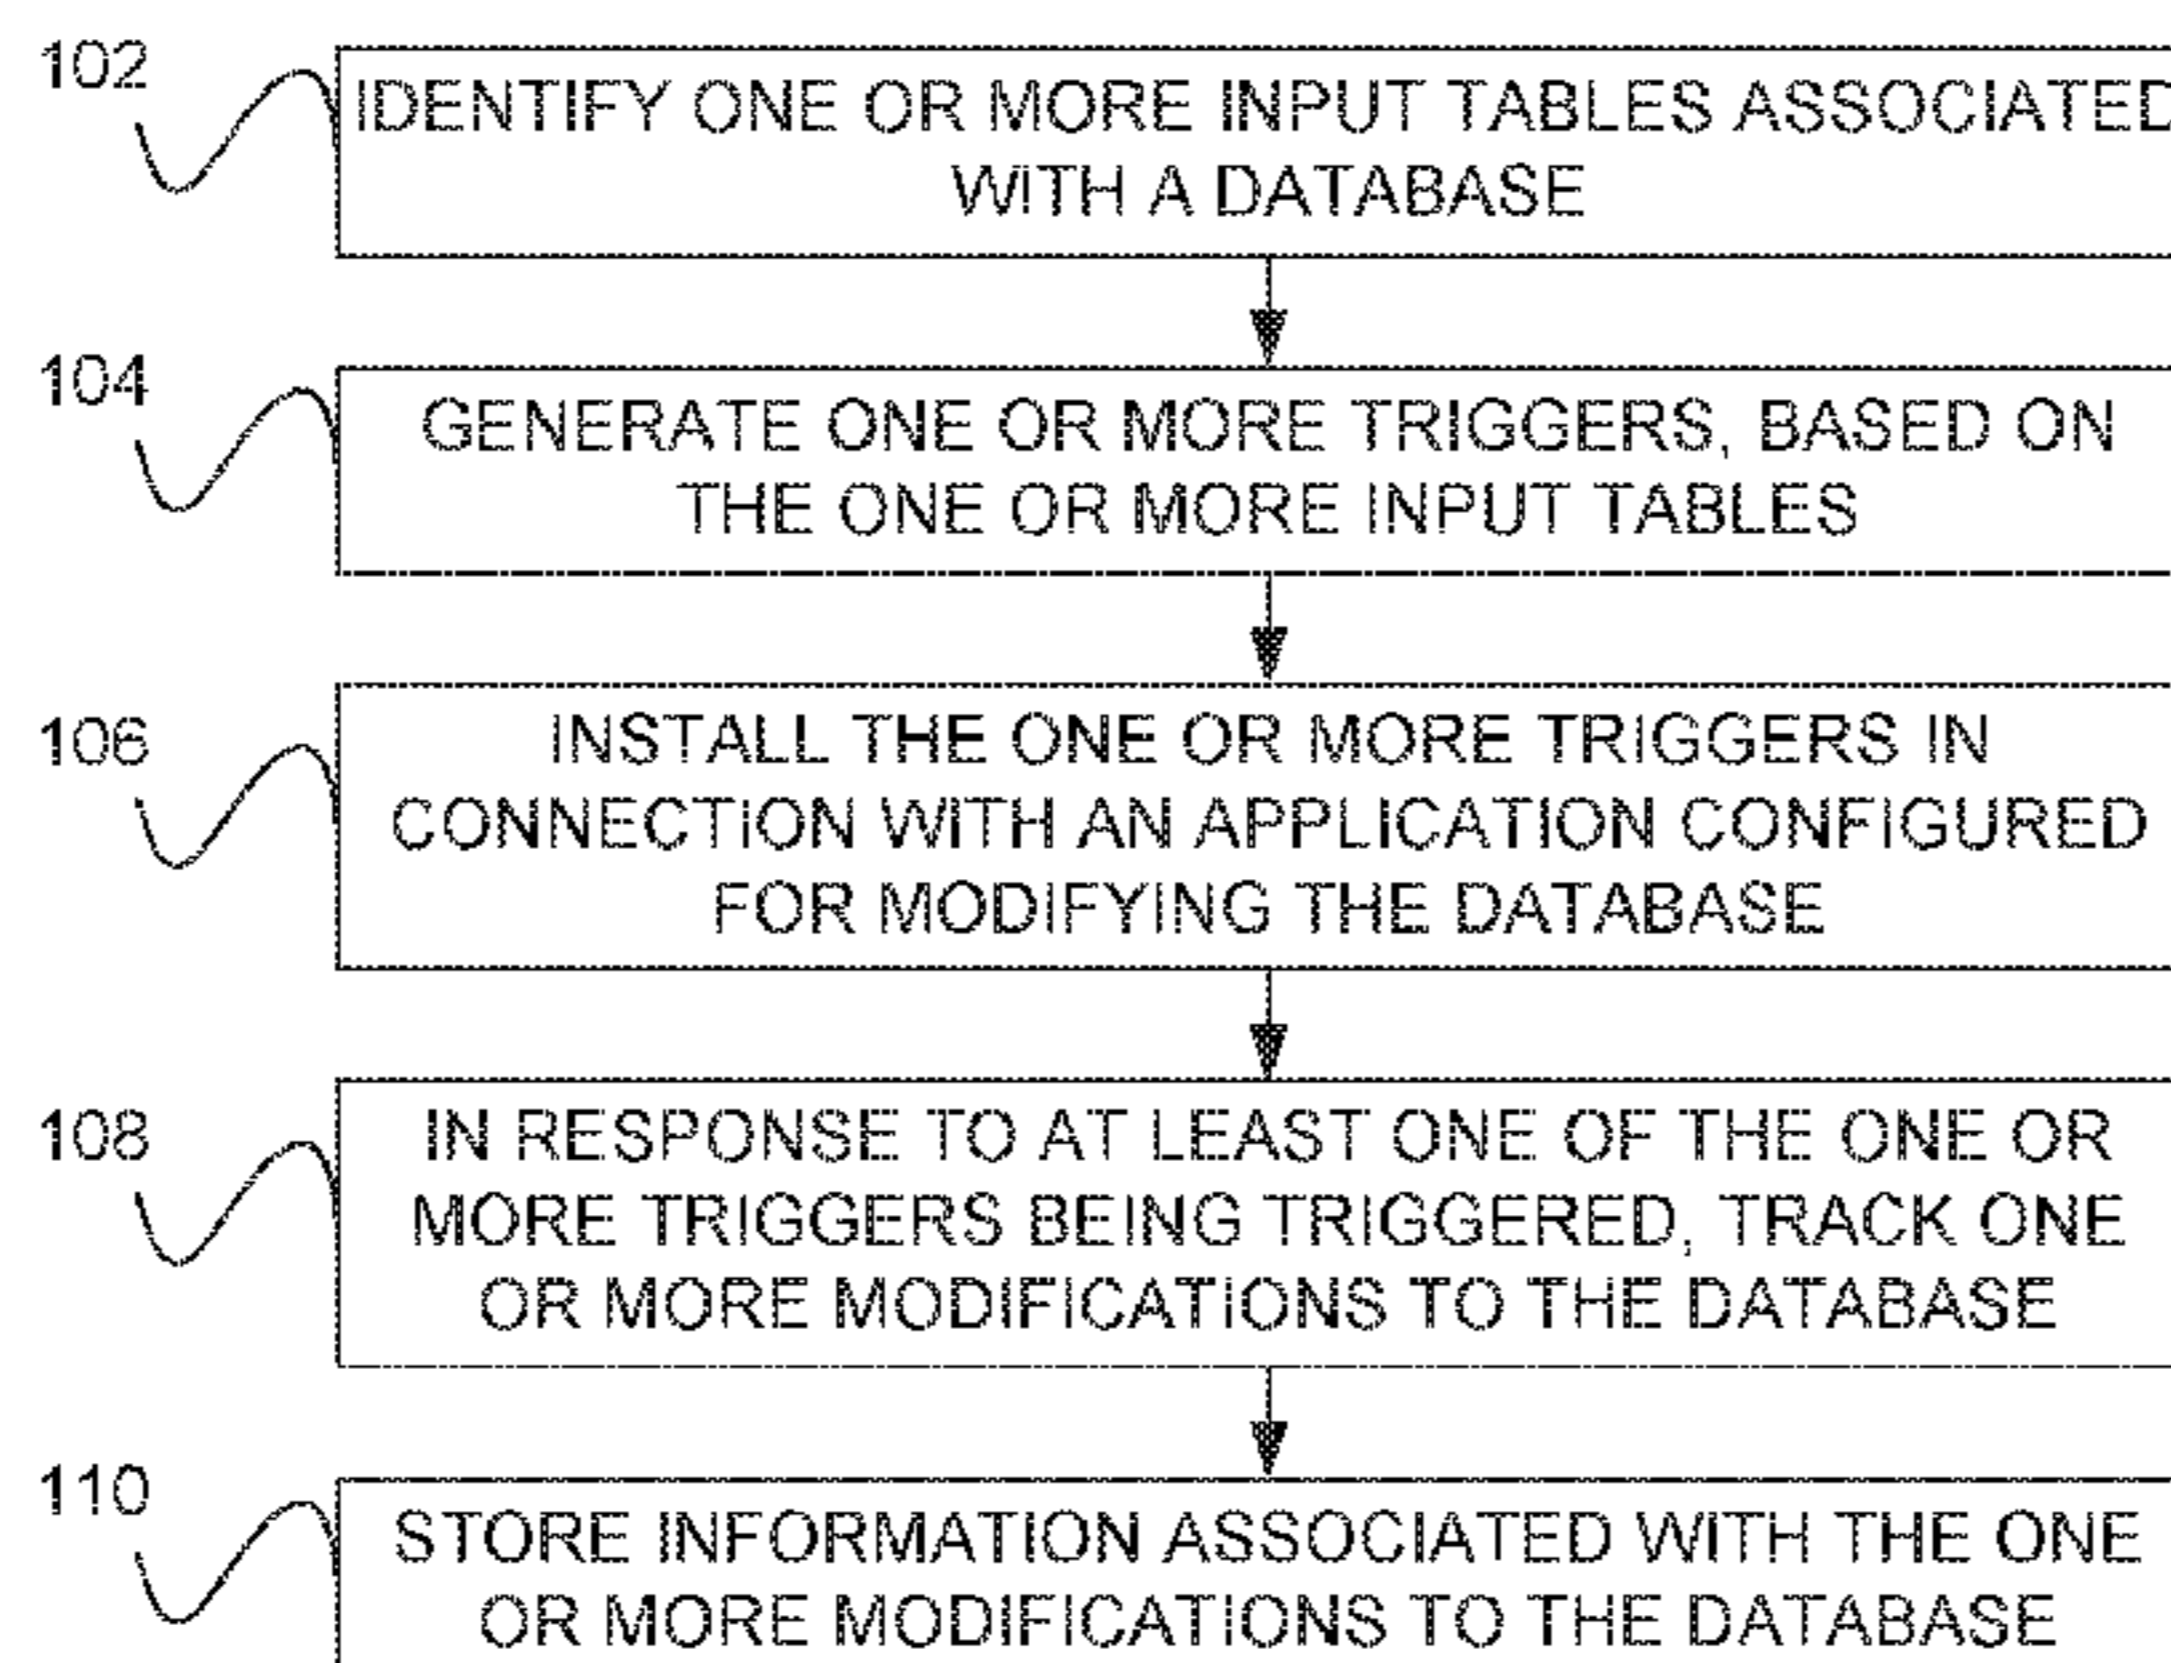 102
IDENTIFY ONE OR MORE INPUT TABLES ASSOCIATED
WITH A DATABASE
104
GENERATE ONE OR MORE TRIGGERS, BASED ON
THE ONE OR MORE INPUT TABLES
106
INSTALL THE ONE OR MORE TRIGGERS IN
CONNECTION WITH AN APPLICATION CONFIGURED
FOR MODIFYING THE DATABASE
108
IN RESPONSE TO AT LEAST ONE OF THE ONE OR
MORE TRIGGERS BEING TRIGGERED, TRACK ONE
OR MORE MODIFICATIONS TO THE DATABASE
110
STORE INFORMATION ASSOCIATED WITH THE ONE
OR MORE MODIFICATIONS TO THE DATABASE